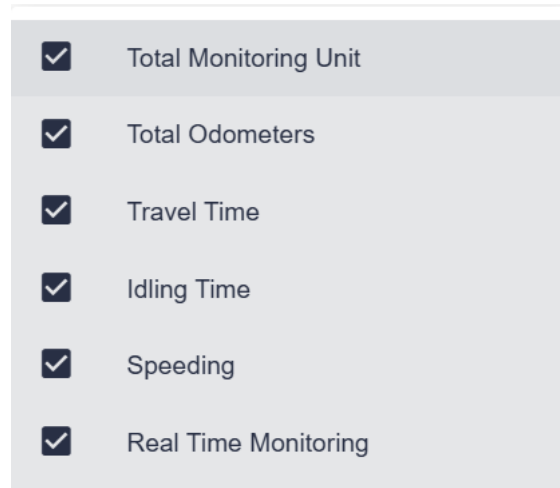 Total Monitoring Unit
Total Odometers
Travel Time
Idling Time
Speeding
Real Time Monitoring